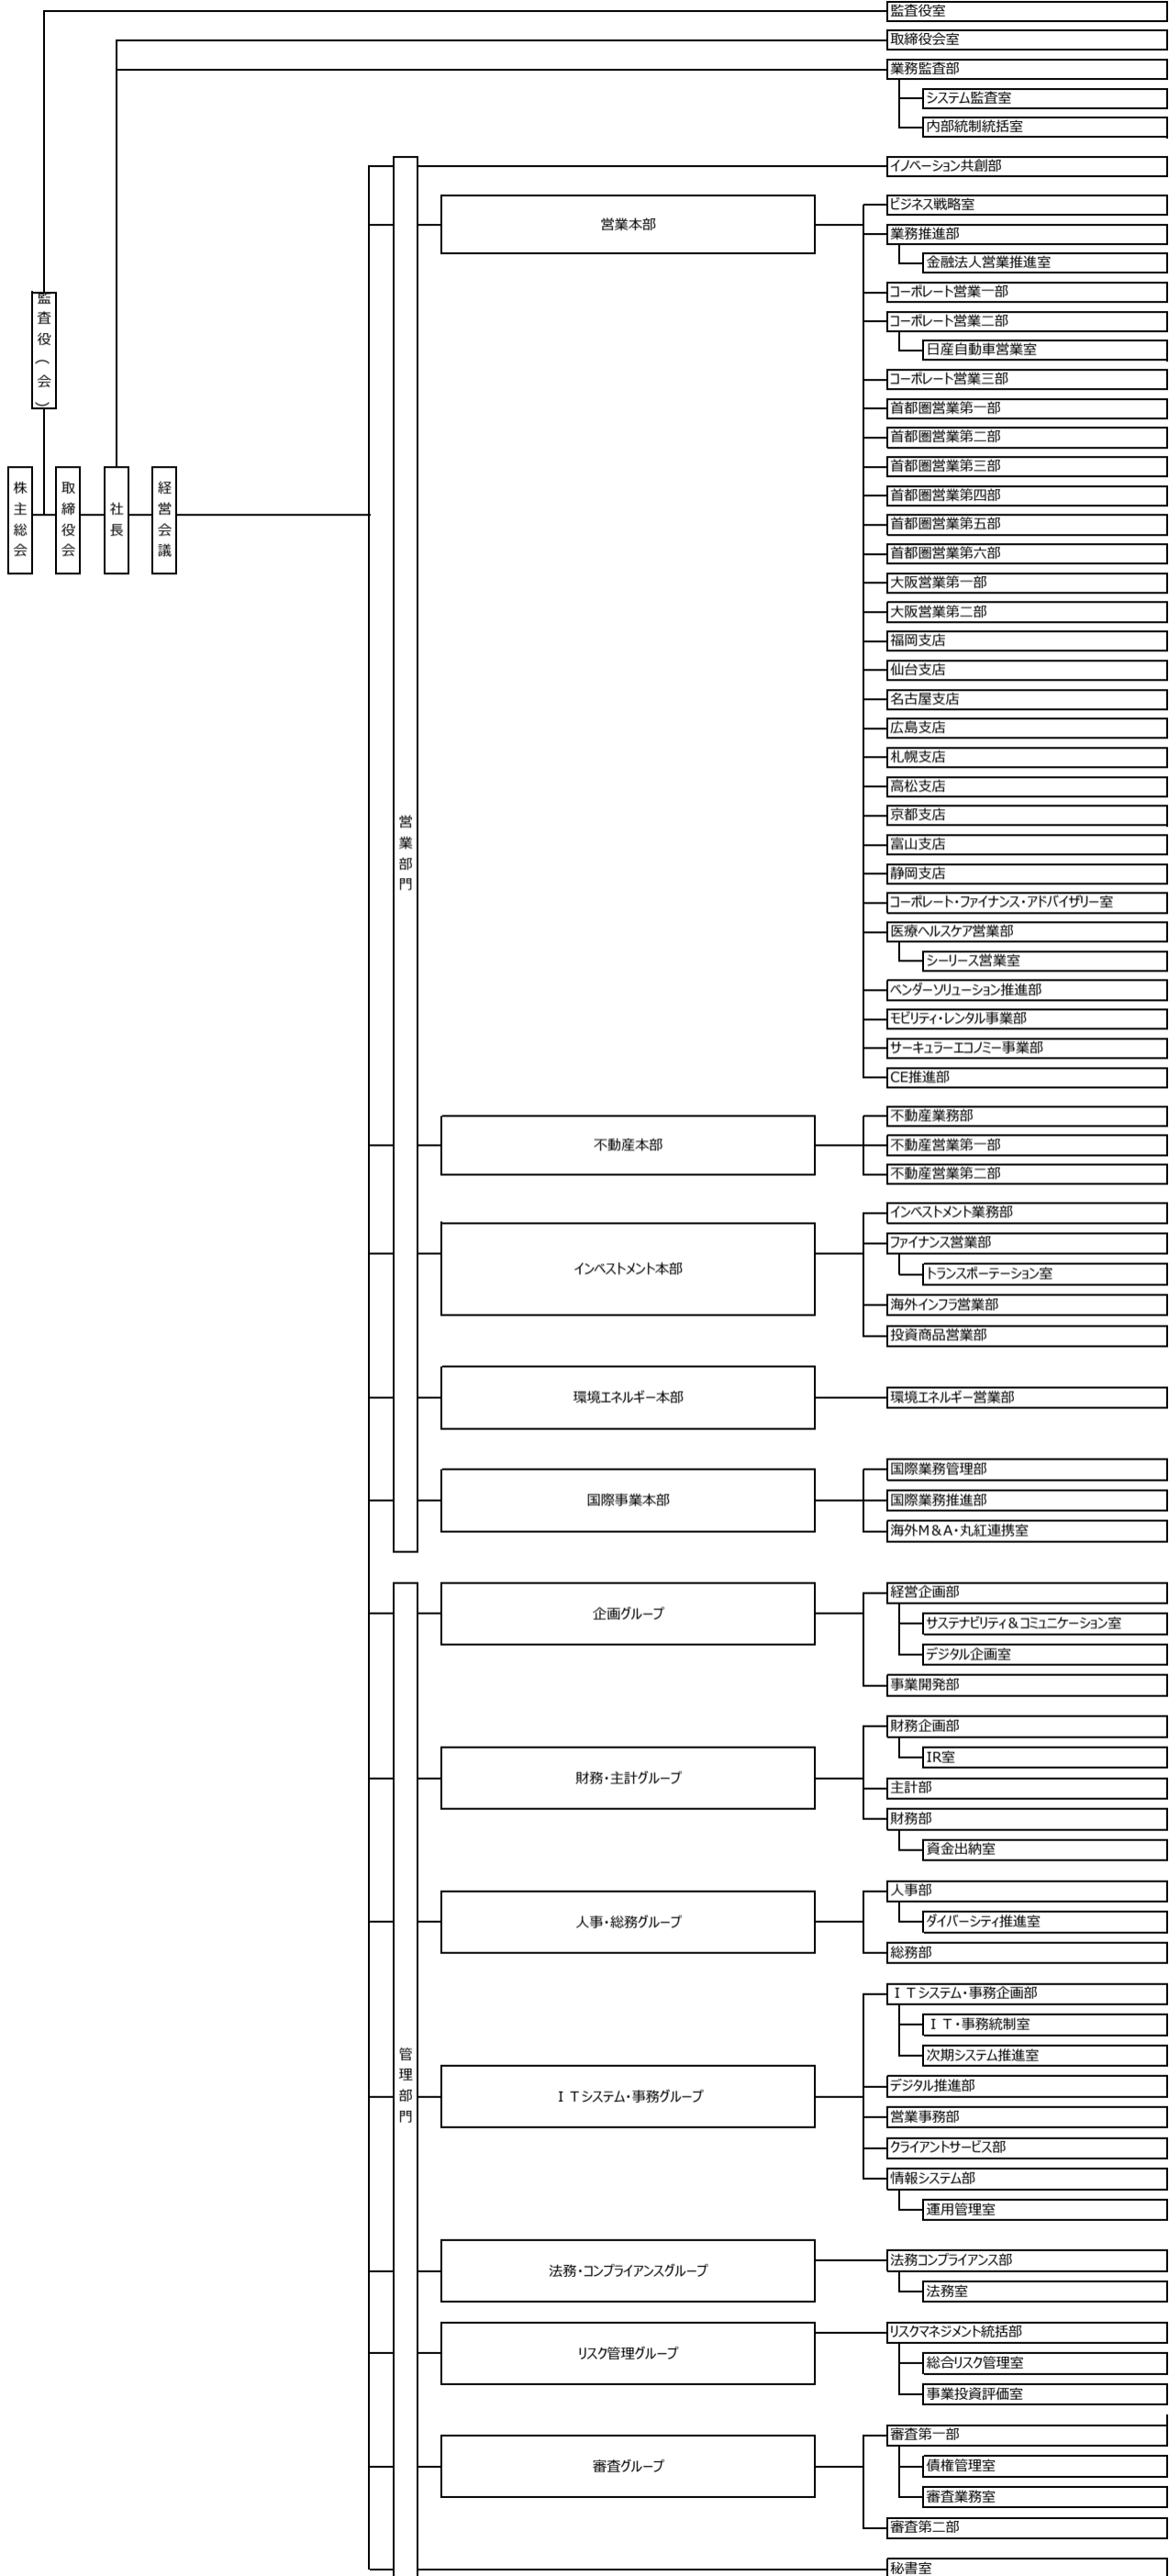 監査役室
取締役会室
業務監査部
システム監査室
内部統制統括室
監査役（会）
株主総会
取締役会
社長
経営会議
営業部門
イノベーション共創部
営業本部
ビジネス戦略室
業務推進部
金融法人営業推進室
コーポレート営業一部
コーポレート営業二部
日産自動車営業室
コーポレート営業三部
首都圏営業第一部
首都圏営業第二部
首都圏営業第三部
首都圏営業第四部
首都圏営業第五部
首都圏営業第六部
大阪営業第一部
大阪営業第二部
福岡支店
仙台支店
名古屋支店
広島支店
札幌支店
高松支店
京都支店
富山支店
静岡支店
コーポレート・ファイナンス・アドバイザリー室
医療ヘルスケア営業部
シーリース営業室
ベンダーソリューション推進部
モビリティ・レンタル事業部
サーキュラーエコノミー事業部
CE推進部
不動産本部
不動産業務部
不動産営業第一部
不動産営業第二部
インベストメント本部
インベストメント業務部
ファイナンス営業部
トランスポーテーション室
海外インフラ営業部
投資商品営業部
環境エネルギー本部
環境エネルギー営業部
国際事業本部
国際業務管理部
国際業務推進部
海外Ｍ＆Ａ・丸紅連携室
管理部門
企画グループ
経営企画部
サステナビリティ＆コミュニケーション室
デジタル企画室
事業開発部
財務・主計グループ
財務企画部
IR室
主計部
財務部
資金出納室
人事・総務グループ
人事部
ダイバーシティ推進室
総務部
ＩＴシステム・事務グループ
ＩＴシステム・事務企画部
ＩＴ・事務統制室
次期システム推進室
デジタル推進部
営業事務部
クライアントサービス部
情報システム部
運用管理室
法務・コンプライアンスグループ
法務コンプライアンス部
法務室
リスク管理グループ
リスクマネジメント統括部
総合リスク管理室
事業投資評価室
審査グループ
審査第一部
債権管理室
審査業務室
審査第二部
秘書室